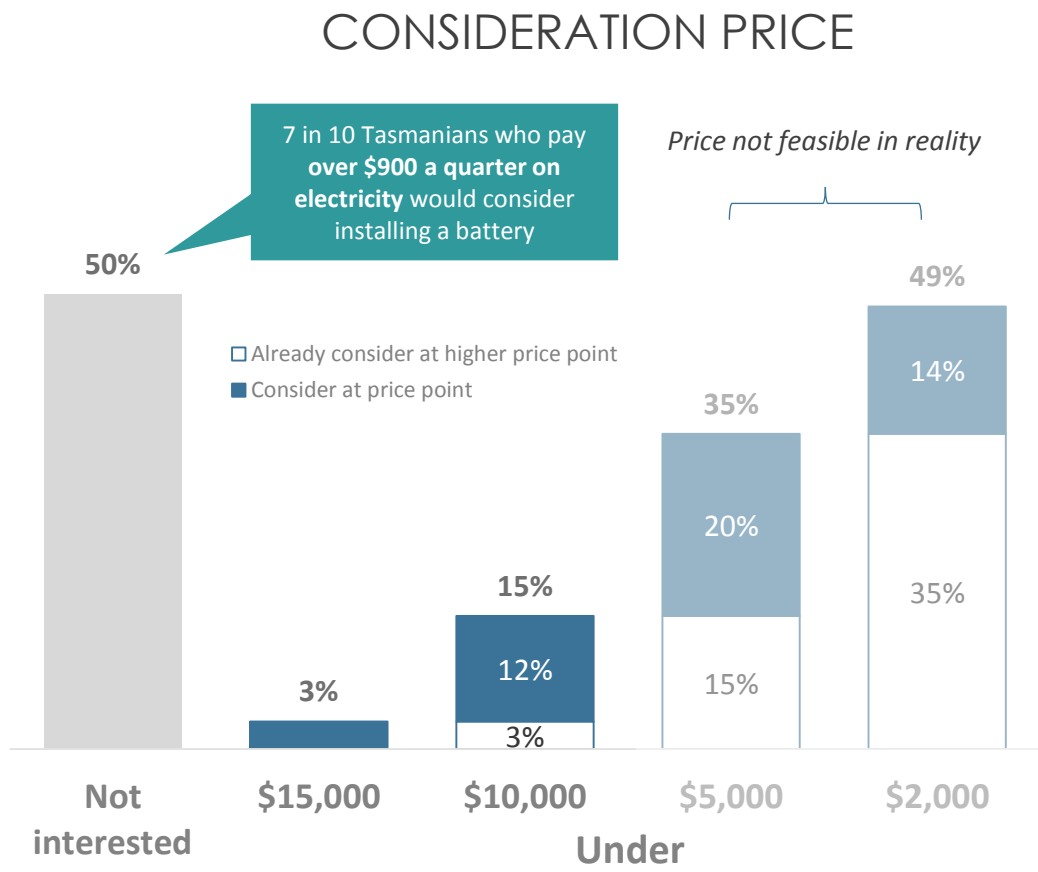 CONSIDERATION PRICE
7 in 10 Tasmanians who pay
over $900 a quarter on
electricity would consider
installing a battery
Price not feasible in reality
50%
49%
Already consider at higher price point
Consider at price point
14%
35%
20%
35%
15%
12%
15%
3%
3%
Not
interested
$15,000
$10,000
$5,000
$2,000
Under